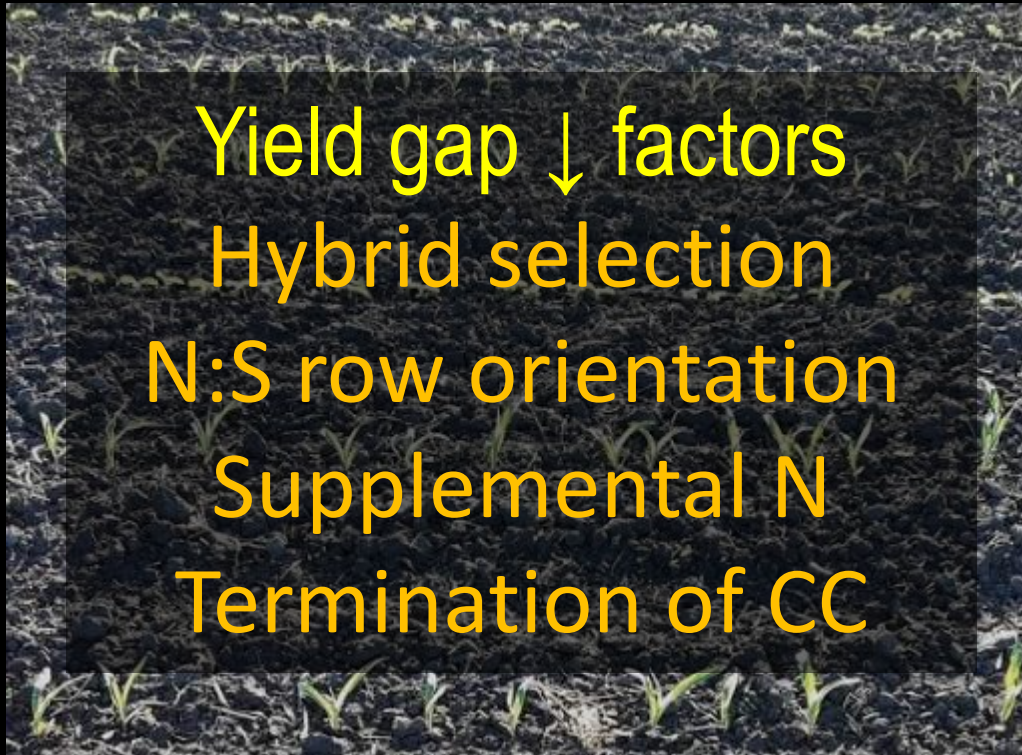 Yield gap ↓ factors
Hybrid selection
N:S row orientation
Supplemental N
Termination of CC